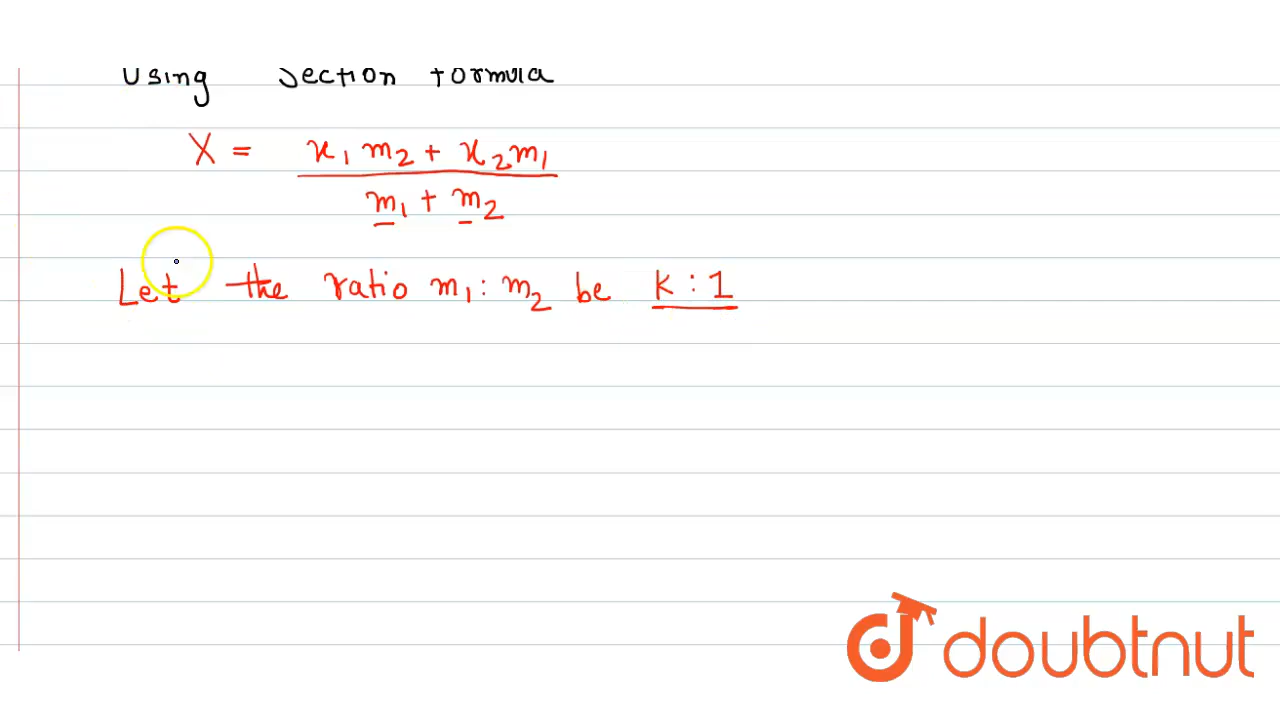 Using Section formula
X = x₁ m₂ + x₂ m₁
m₁ + m₂
Let the ratio m₁ : m₂ be k : 1
doubtnut